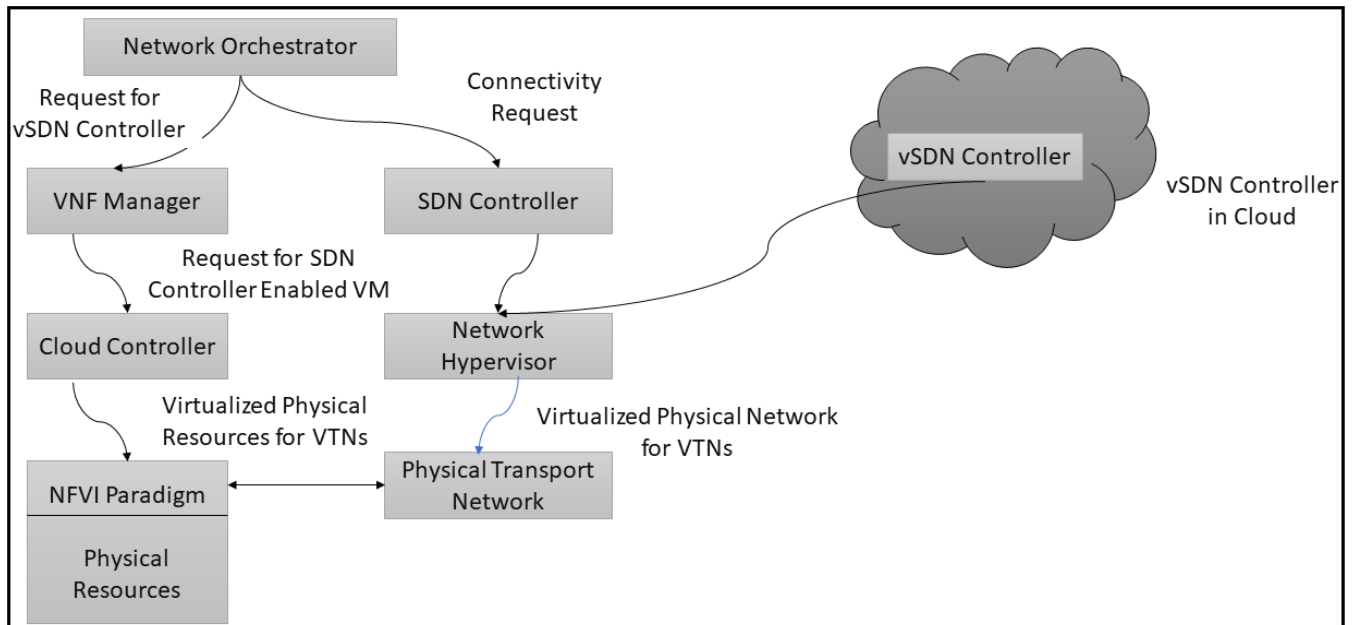 Network Orchestrator
Request for
vSDN Controller
Connectivity
Request
vSDN Controller
vSDN Controller
in Cloud
VNF Manager
SDN Controller
Request for SDN
Controller Enabled VM
Cloud Controller
Network
Hypervisor
Virtualized Physical
Resources for VTNs
Virtualized Physical Network
for VTNs
NFVI Paradigm
Physical Transport
Network
Physical
Resources